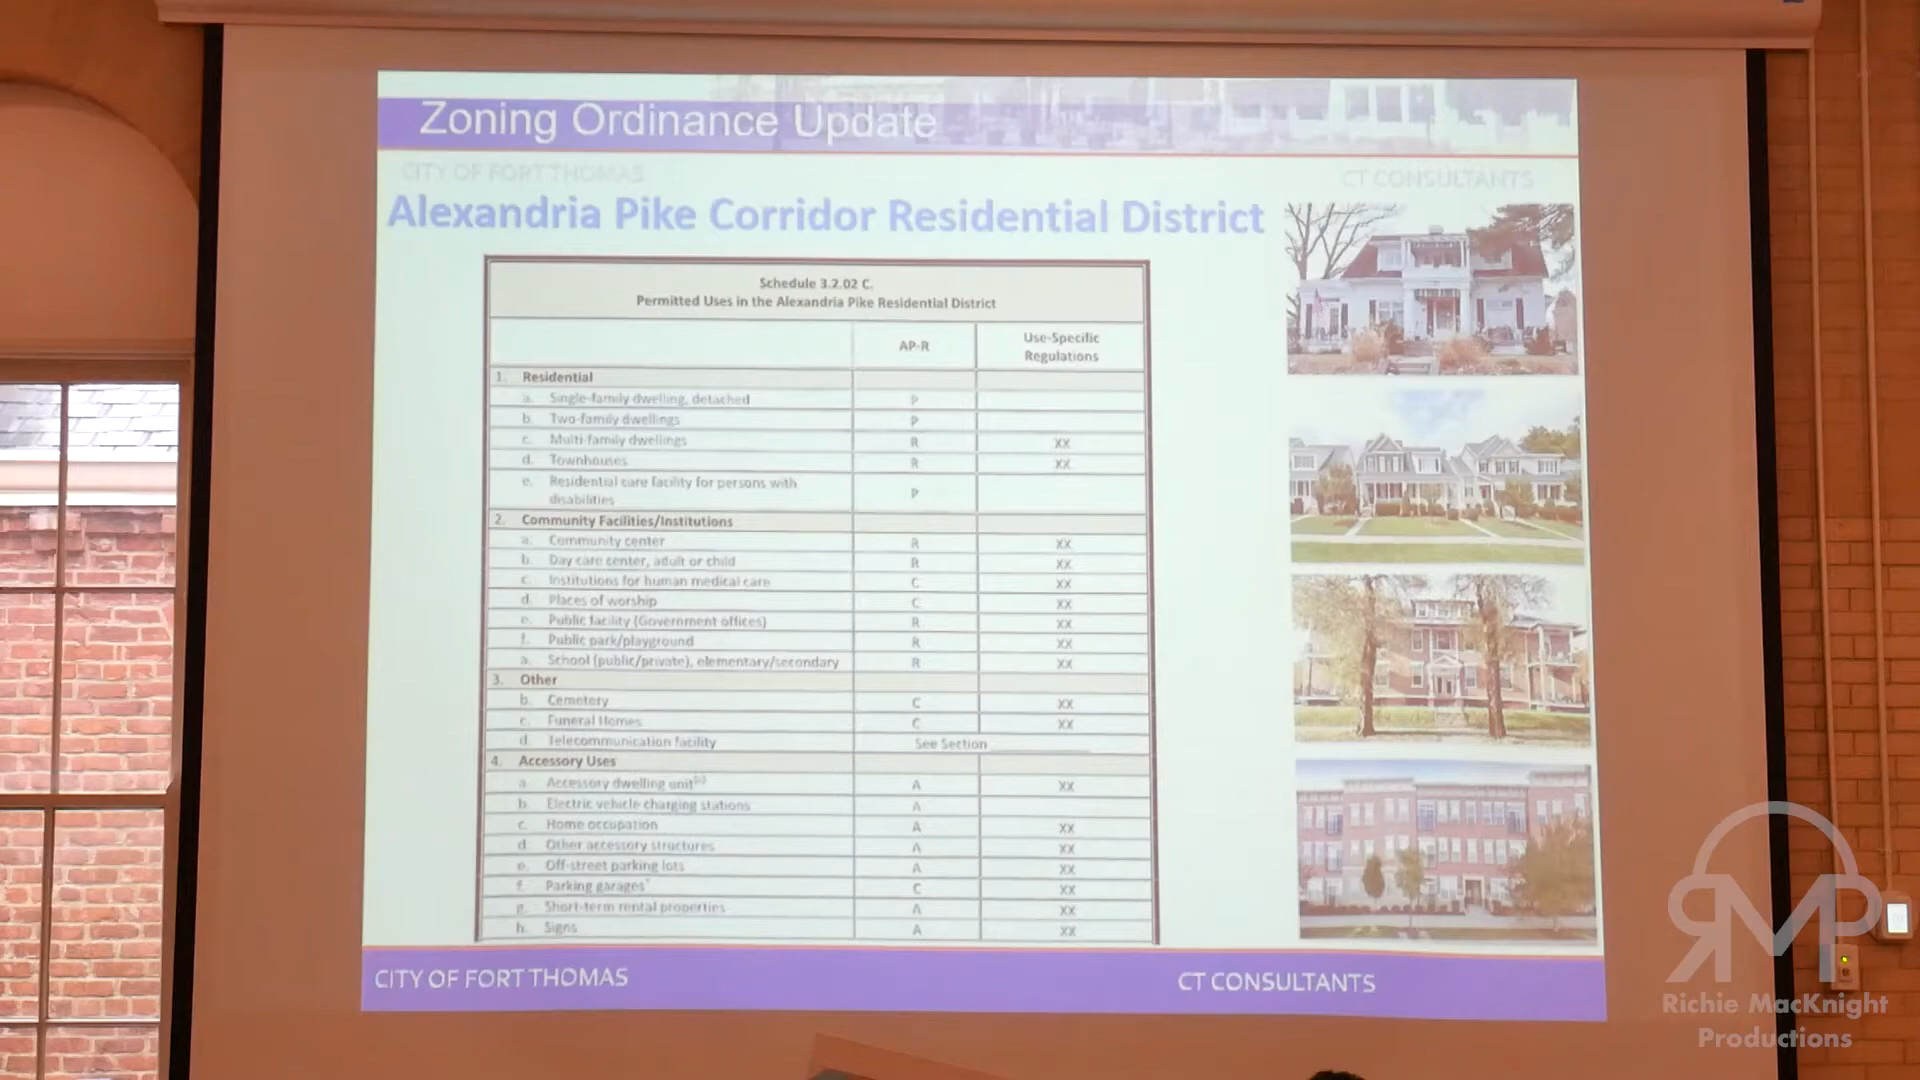 Zoning Ordinance Update
CITY OF FORT THOMAS CT CONSULTANTS
Alexandria Pike Corridor Residential District
Schedule 3.2.02 C.
Permitted Uses in the Alexandria Pike Residential District
AP-R Use-Specific Regulations
1. Residential
a. Single-family dwelling, detached P
b. Two-family dwellings P
c. Multi-family dwellings R XX
d. Townhouses R XX
e. Residential care facility for persons with
disabilities P
2. Community Facilities/Institutions
a. Community center R XX
b. Day care center, adult or child R XX
c. Institutions for human medical care C XX
d. Places of worship C XX
e. Public facility (Government offices) R XX
f. Public park/playground R XX
a. School (public/private), elementary/secondary R XX
3. Other
b. Cemetery C XX
c. Funeral Homes C XX
d. Telecommunication facility See Section
4. Accessory Uses
a. Accessory dwelling unit A XX
b. Electric vehicle charging stations A
c. Home occupation A XX
d. Other accessory structures A XX
e. Off-street parking lots A XX
f. Parking garages* C XX
g. Short-term rental properties A XX
h. Signs A XX
CITY OF FORT THOMAS CT CONSULTANTS
RMP
Richie MacKnight
Productions